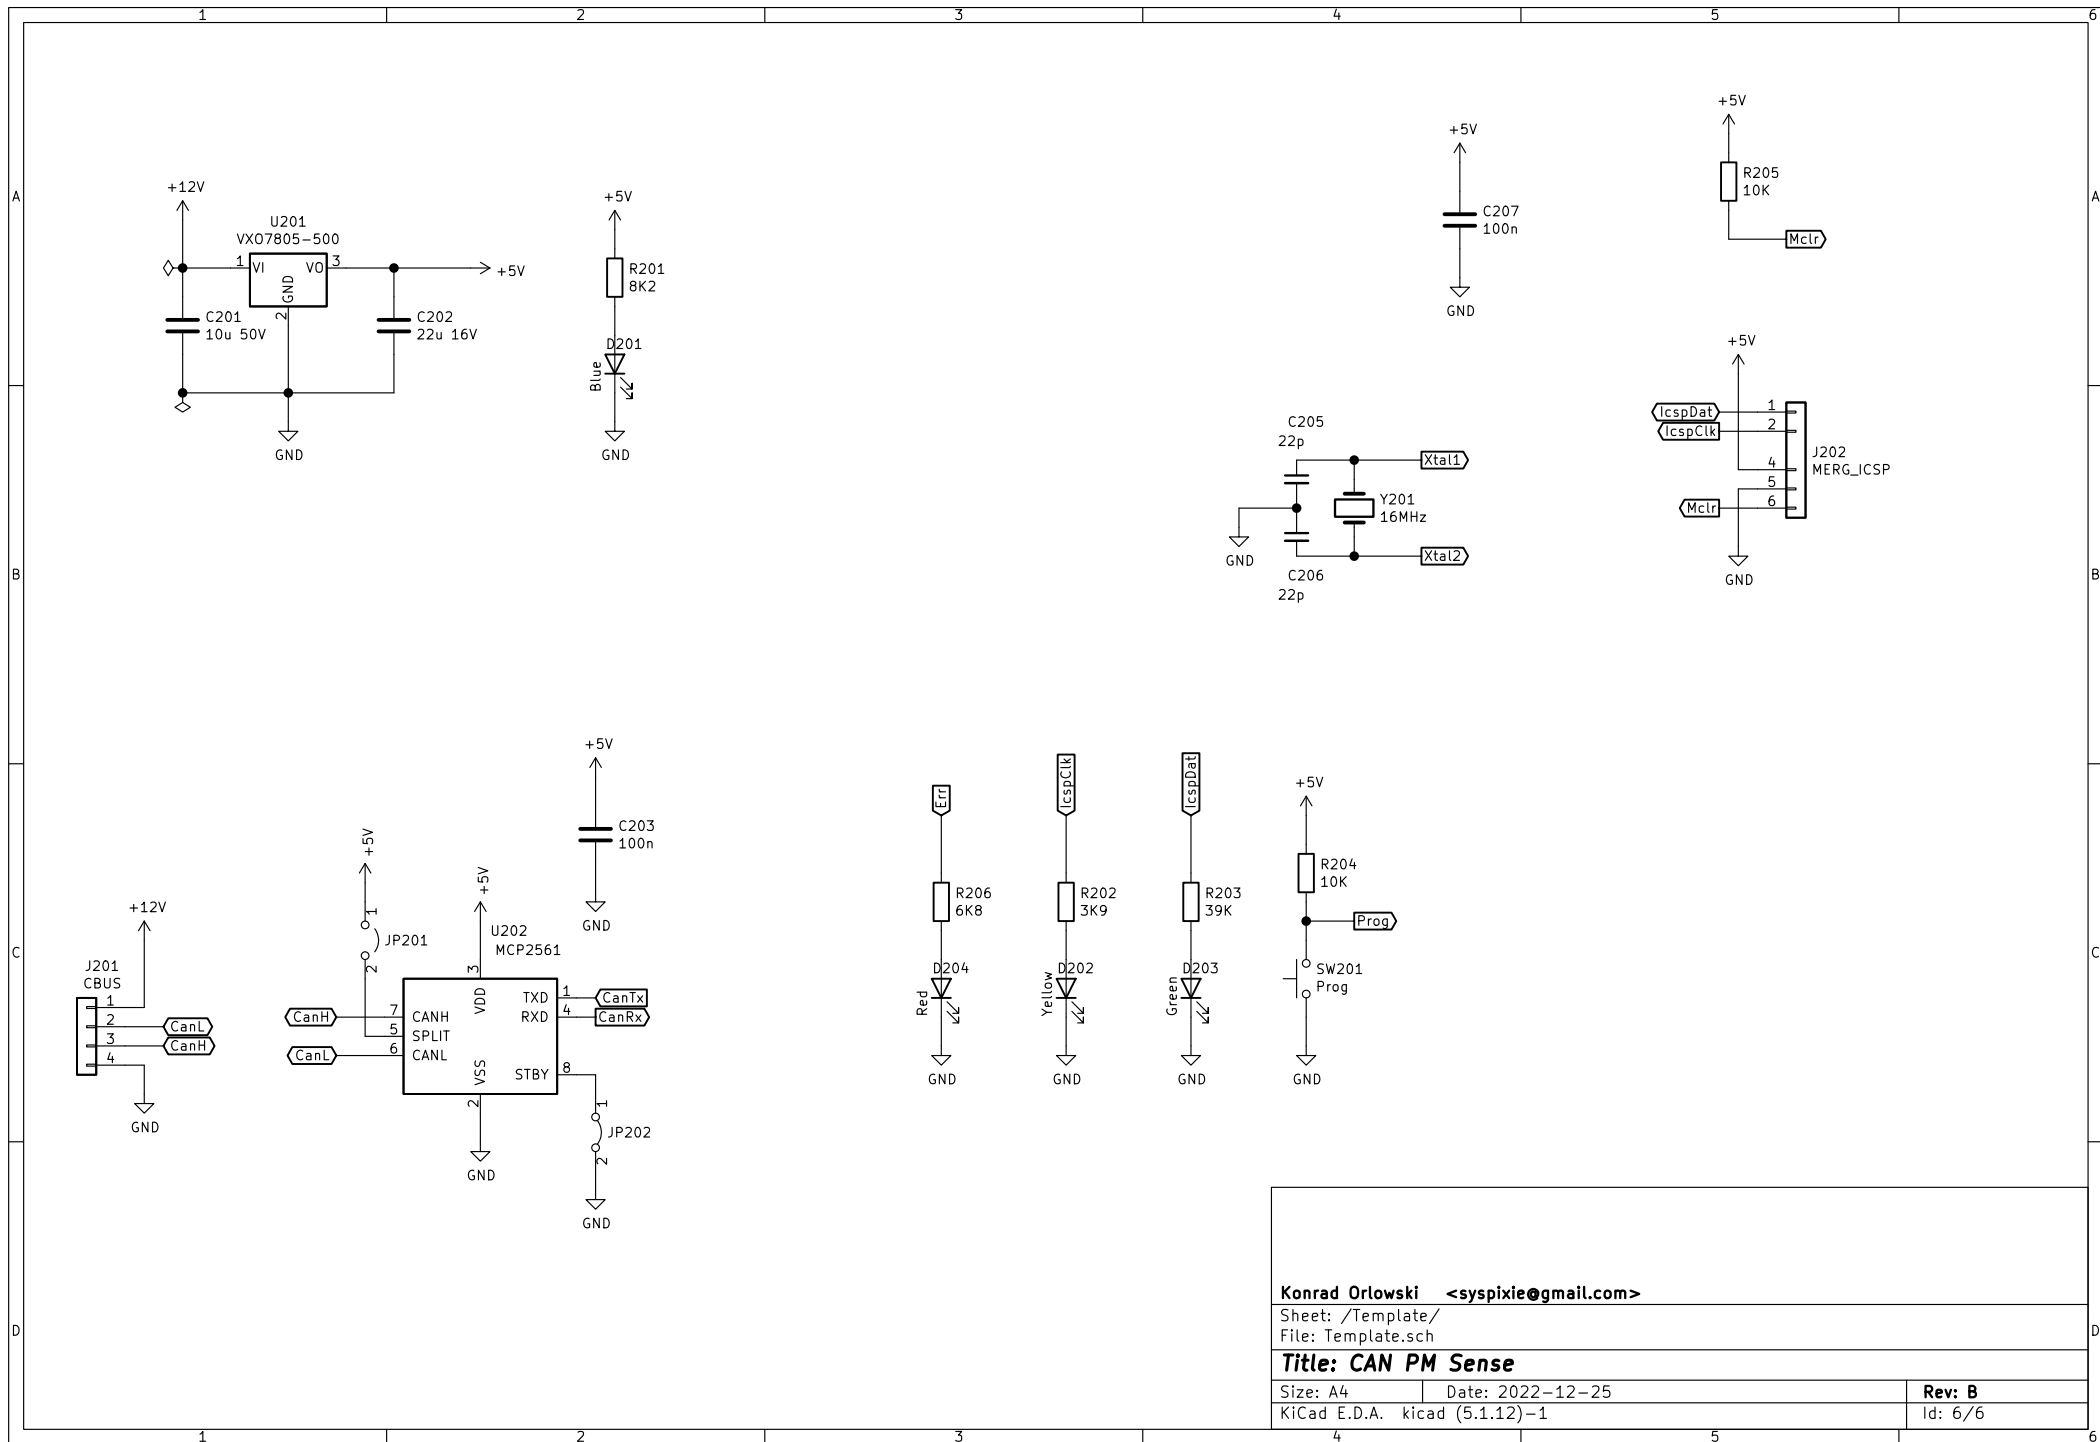 1 2 3 4 5 6
A
+12V
U201
VXO7805-500
1 VI VO 3
GND
2
+5V
C201
10u 50V
C202
22u 16V
GND
+5V
R201
8K2
D201
Blue
GND
+5V
C207
100n
GND
+5V
R205
10K
Mclr
A
+5V
IcspDat 1
IcspClk 2
4
5
Mclr 6
J202
MERG_ICSP
GND
B
C205
22p
Xtal1
Y201
16MHz
GND
Xtal2
C206
22p
B
+5V
C203
100n
GND
C
+12V
J201
CBUS
1
2 CanL
3 CanH
4
GND
+5V
1
JP201
2
+5V
U202
MCP2561
3
VDD
TXD 1 CanTx
RXD 4 CanRx
CanH 7 CANH
5 SPLIT
CanL 6 CANL
VSS
STBY 8
2
GND
1
JP202
2
GND
Err
R206
6K8
D204
Red
GND
IcspClk
R202
3K9
D202
Yellow
GND
IcspDat
R203
39K
D203
Green
GND
+5V
R204
10K
Prog
SW201
Prog
GND
C
D
Konrad Orlowski <syspixie@gmail.com>
Sheet: /Template/
File: Template.sch
Title: CAN PM Sense
Size: A4 Date: 2022-12-25 Rev: B
KiCad E.D.A. kicad (5.1.12)-1 Id: 6/6
D
1 2 3 4 5 6